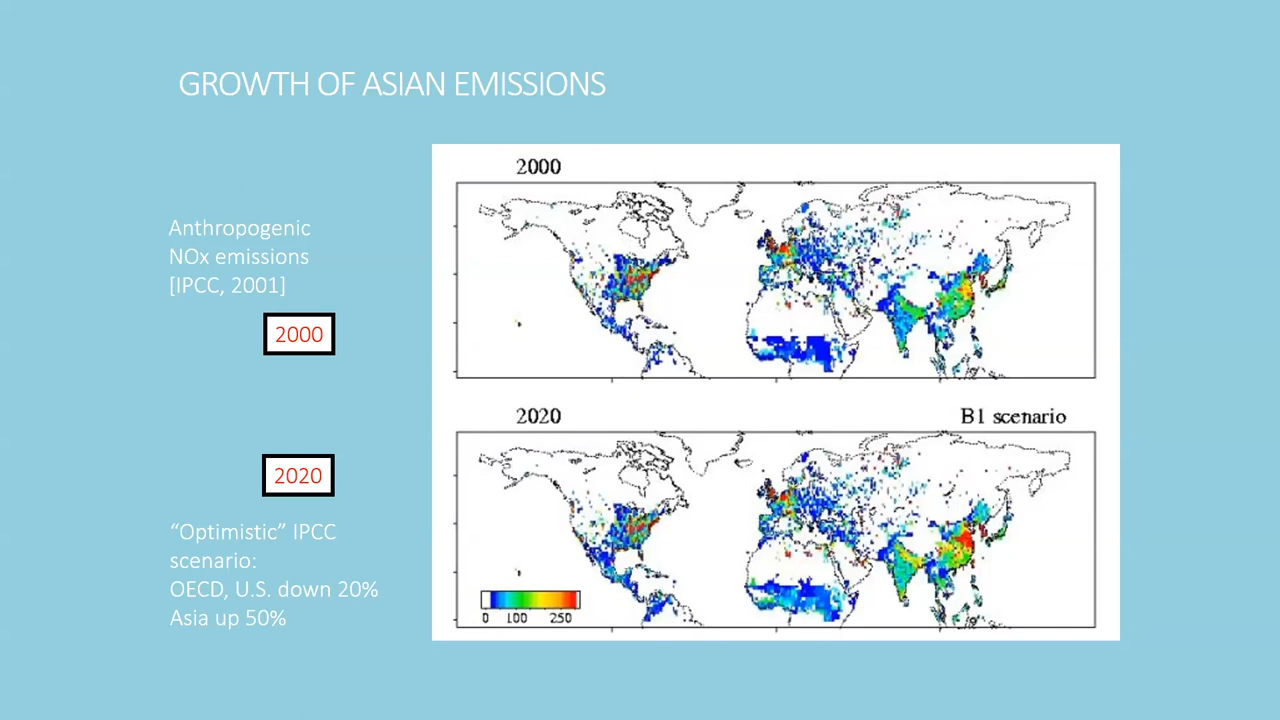 GROWTH OF ASIAN EMISSIONS
Anthropogenic
NOx emissions
[IPCC, 2001]
2000
2020
“Optimistic” IPCC
scenario:
OECD, U.S. down 20%
Asia up 50%
2000
2020 B1 scenario
0 100 250